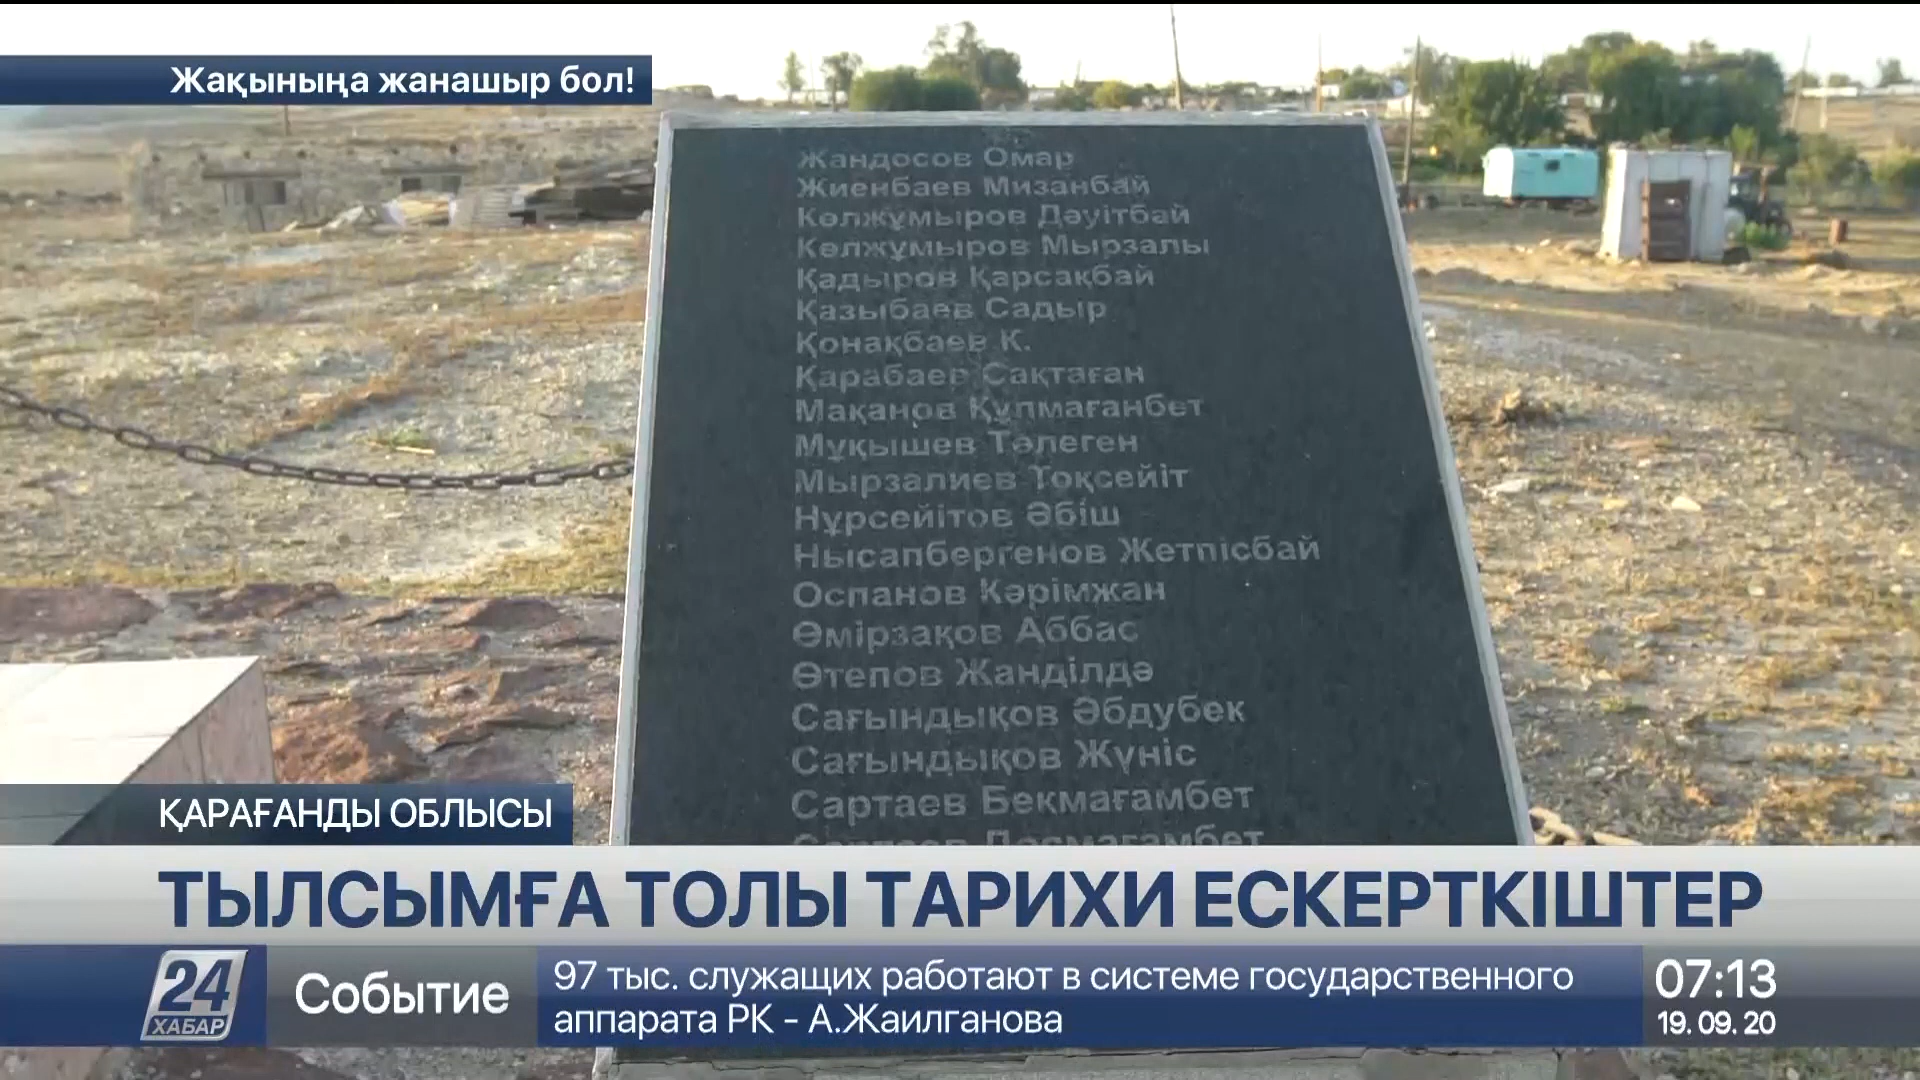 Жақыныңа жанашыр бол!
Жандосов Омар
Жиенбаев Мизанбай
Көлжұмыров Дәуітбай
Көлжұмыров Мырзалы
Қадыров Қарсақбай
Қазыбаев Садыр
Қонақбаев К.
Қарабаев Сақтаған
Мақанов Құлмағанбет
Мұқышев Төлеген
Мырзалиев Тоқсейіт
Нұрсейітов Әбіш
Нысапбергенов Жетпісбай
Оспанов Кәрімжан
Өмірзақов Аббас
Өтепов Жанділдә
Сағындықов Әбдубек
Сағындықов Жүніс
Сартаев Бекмағамбет
Сартаев Досмағамбет
ҚАРАҒАНДЫ ОБЛЫСЫ
ТЫЛСЫМҒА ТОЛЫ ТАРИХИ ЕСКЕРТКІШТЕР
24
ХАБАР
Событие
97 тыс. служащих работают в системе государственного
аппарата РК - А.Жаилганова
07:13
19. 09. 20